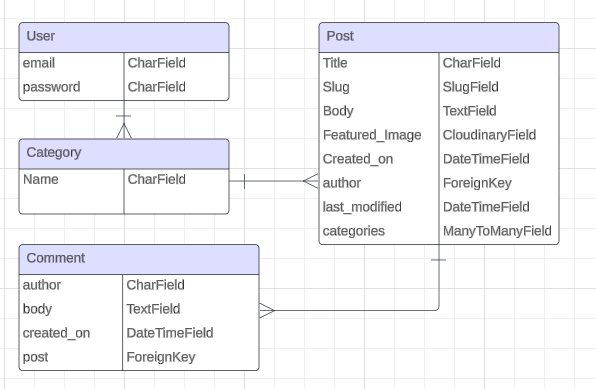 User
email CharField
password CharField
Category
Name CharField
Comment
author CharField
body TextField
created_on DateTimeField
post ForeignKey
Post
Title CharField
Slug SlugField
Body TextField
Featured_Image CloudinaryField
Created_on DateTimeField
author ForeignKey
last_modified DateTimeField
categories ManyToManyField